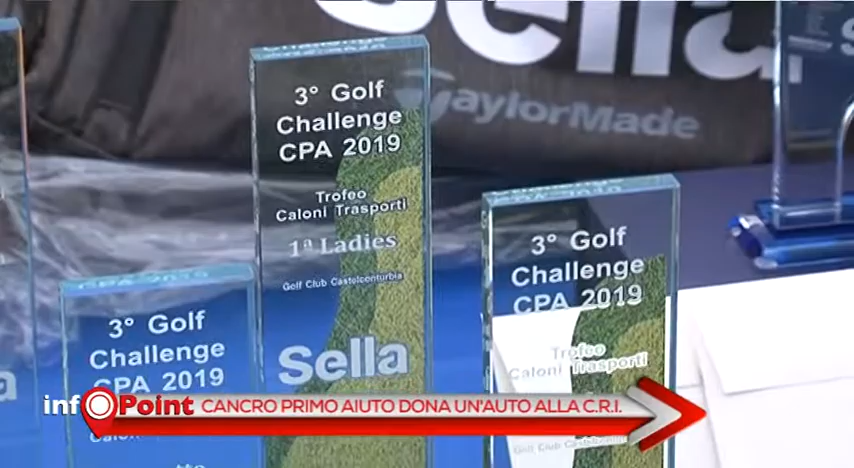 Sella
TaylorMade
3° Golf
Challenge
CPA 2019
Trofeo
Caloni Trasporti
1ª Ladies
Golf Club Castelconturbia
Sella
3° Golf
Challenge
CPA 2019
3° Golf
Challenge
CPA 2019
Trofeo
Caloni Trasporti
infoPoint
CANCRO PRIMO AIUTO DONA UN'AUTO ALLA C.R.I.